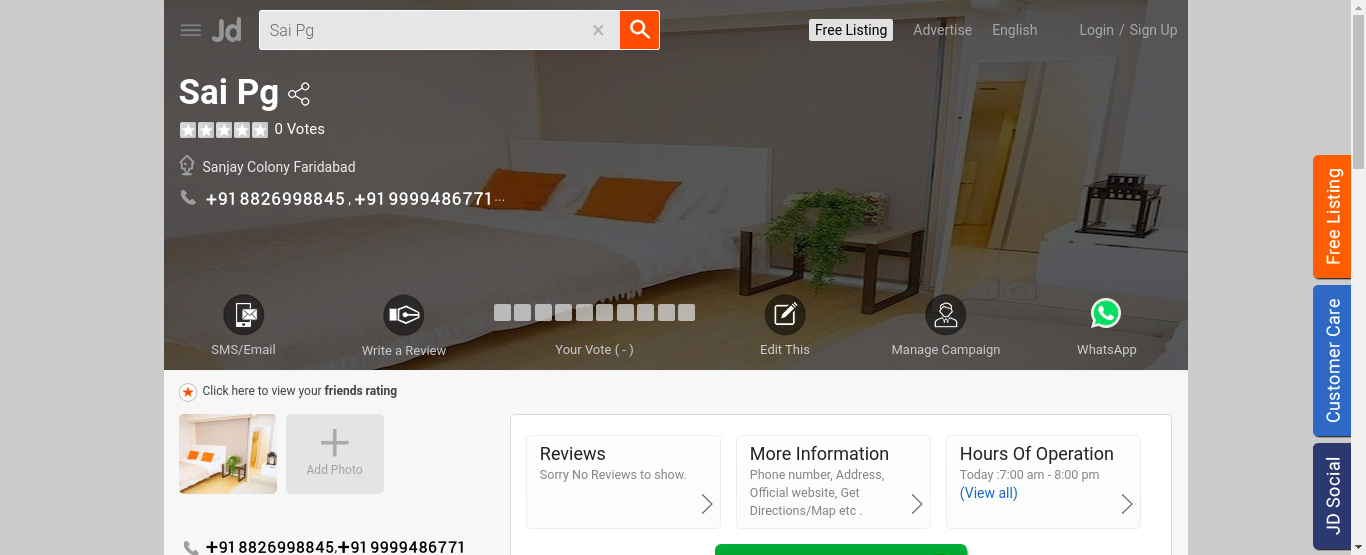 Jd Sai Pg × Free Listing Advertise English Login / Sign Up
Sai Pg
0 Votes
Sanjay Colony Faridabad
+91 8826998845 , +91 9999486771 ...
SMS/Email
Write a Review
Your Vote ( - )
Edit This
Manage Campaign
WhatsApp
Click here to view your friends rating
Add Photo
Reviews
Sorry No Reviews to show.
More Information
Phone number, Address,
Official website, Get
Directions/Map etc .
Hours Of Operation
Today :7:00 am - 8:00 pm
(View all)
+91 8826998845,+91 9999486771
Free Listing
Customer Care
JD Social